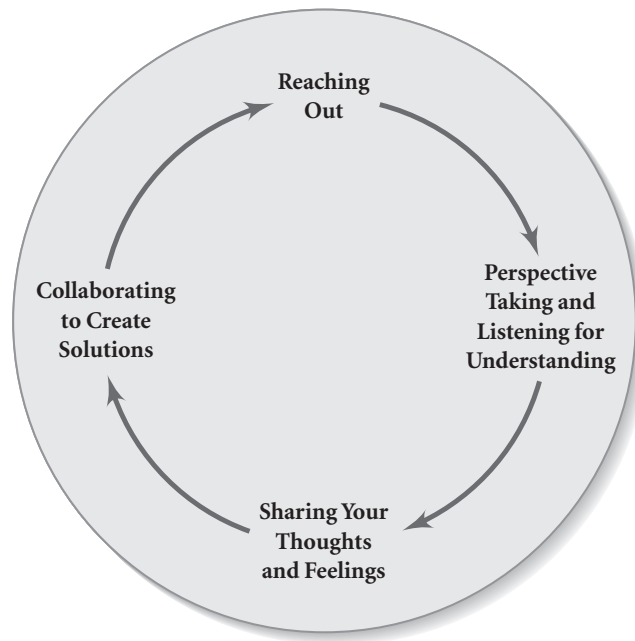 Reaching
Out
Perspective
Taking and
Listening for
Understanding
Sharing Your
Thoughts
and Feelings
Collaborating
to Create
Solutions